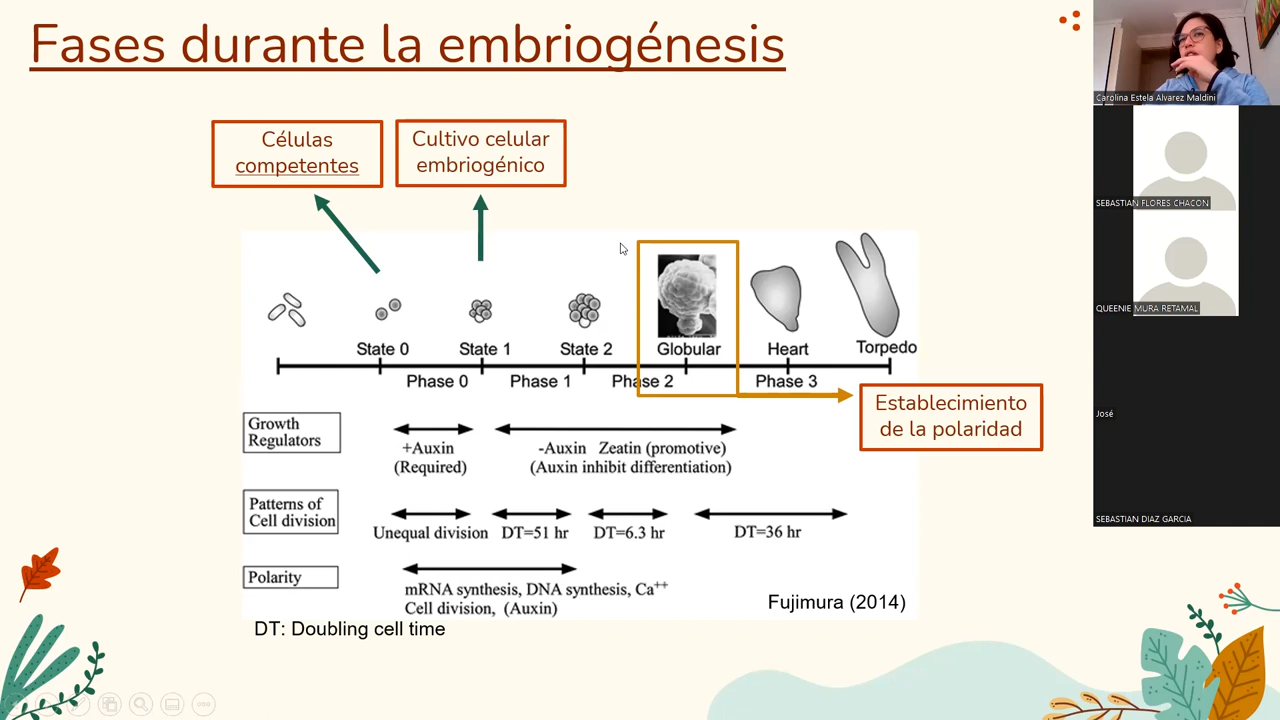 Fases durante la embriogénesis
Células
competentes
Cultivo celular
embriogénico
State 0
State 1
State 2
Globular
Heart
Torpedo
Phase 0
Phase 1
Phase 2
Phase 3
Establecimiento
de la polaridad
Growth
Regulators
+Auxin
(Required)
-Auxin Zeatin (promotive)
(Auxin inhibit differentiation)
Patterns of
Cell division
Unequal division
DT=51 hr
DT=6.3 hr
DT=36 hr
Polarity
mRNA synthesis, DNA synthesis, Ca++
Cell division, (Auxin)
Fujimura (2014)
DT: Doubling cell time
Carolina Estela Alvarez Maldini
SEBASTIAN FLORES CHACON
QUEENIE MURA RETAMAL
José
SEBASTIAN DIAZ GARCIA